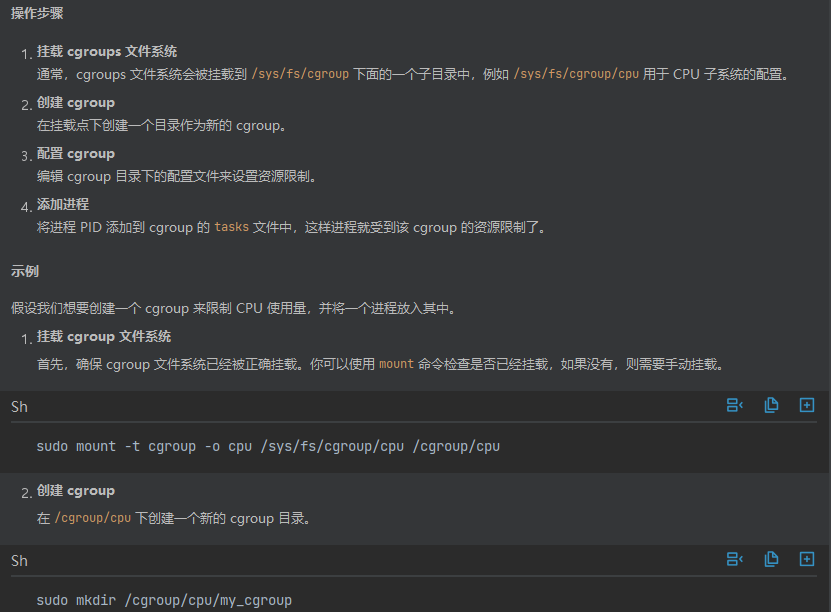 操作步骤
1. 挂载 cgroups 文件系统
通常，cgroups 文件系统会被挂载到 /sys/fs/cgroup 下面的一个子目录中，例如 /sys/fs/cgroup/cpu 用于 CPU 子系统的配置。
2. 创建 cgroup
在挂载点下创建一个目录作为新的 cgroup。
3. 配置 cgroup
编辑 cgroup 目录下的配置文件来设置资源限制。
4. 添加进程
将进程 PID 添加到 cgroup 的 tasks 文件中，这样进程就受到该 cgroup 的资源限制了。
示例
假设我们想要创建一个 cgroup 来限制 CPU 使用量，并将一个进程放入其中。
1. 挂载 cgroup 文件系统
首先，确保 cgroup 文件系统已经被正确挂载。你可以使用 mount 命令检查是否已经挂载，如果没有，则需要手动挂载。
Sh
sudo mount -t cgroup -o cpu /sys/fs/cgroup/cpu /cgroup/cpu
2. 创建 cgroup
在 /cgroup/cpu 下创建一个新的 cgroup 目录。
Sh
sudo mkdir /cgroup/cpu/my_cgroup